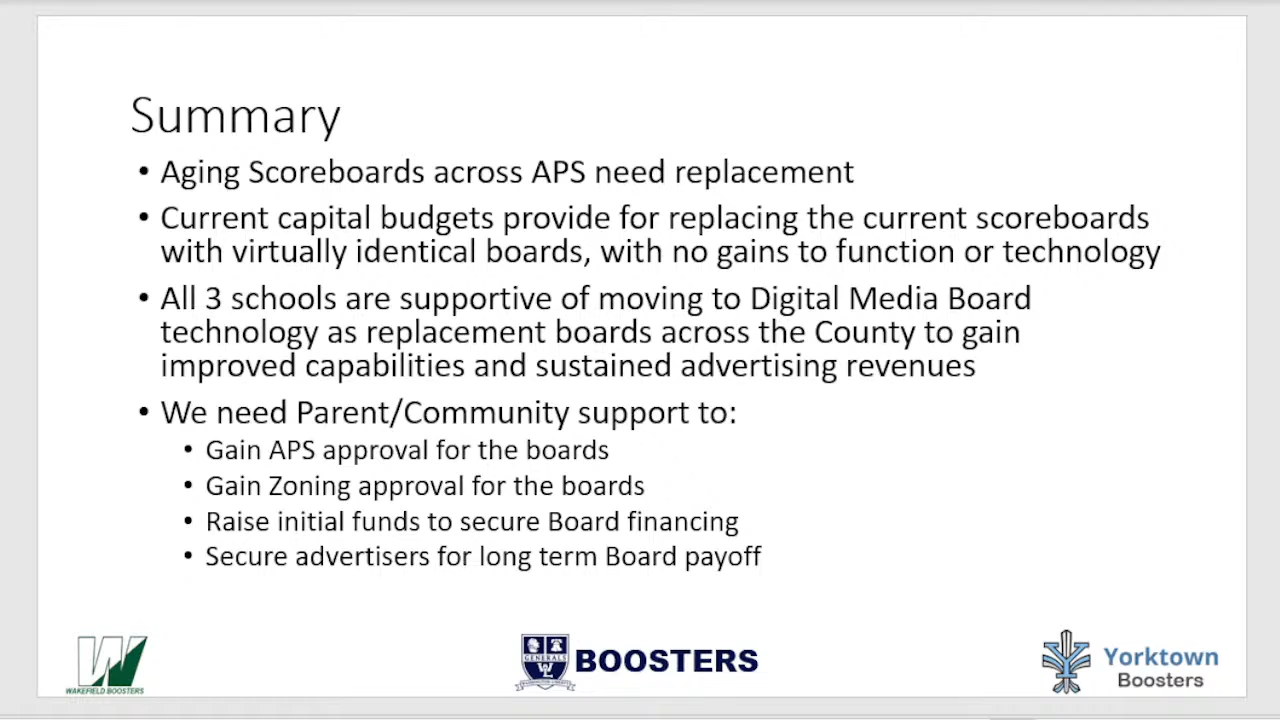 Summary
• Aging Scoreboards across APS need replacement
• Current capital budgets provide for replacing the current scoreboards
with virtually identical boards, with no gains to function or technology
• All 3 schools are supportive of moving to Digital Media Board
technology as replacement boards across the County to gain
improved capabilities and sustained advertising revenues
• We need Parent/Community support to:
• Gain APS approval for the boards
• Gain Zoning approval for the boards
• Raise initial funds to secure Board financing
• Secure advertisers for long term Board payoff
W
WAKEFIELD BOOSTERS
GENERALS
WL
BOOSTERS
Yorktown
Boosters